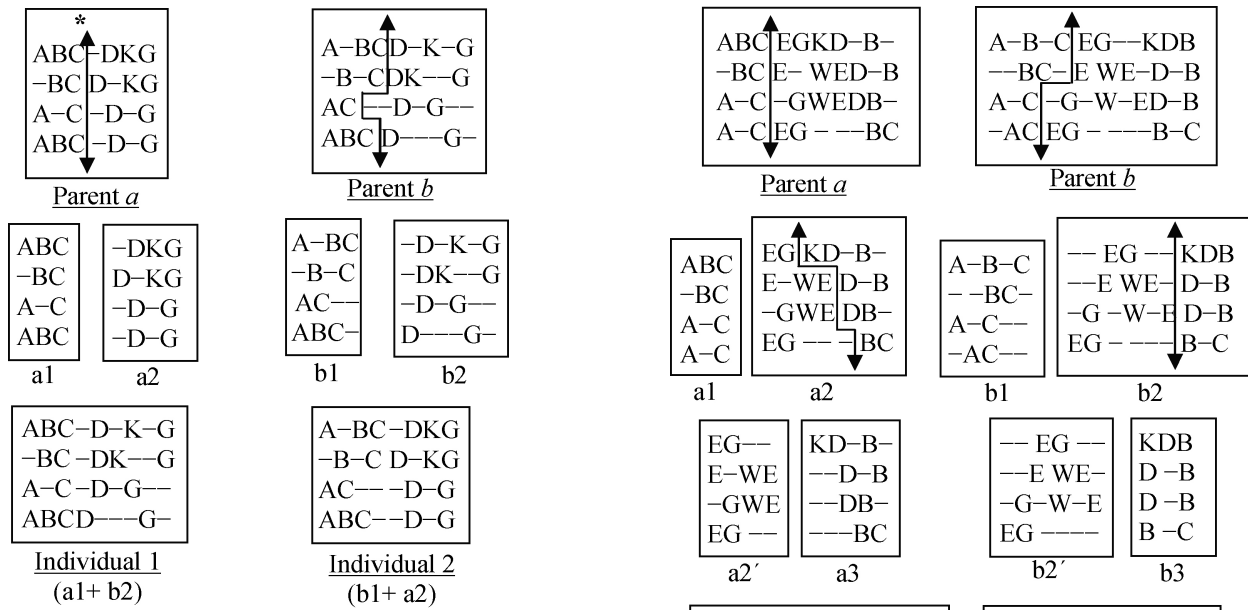 *
ABC–DKG
–BC D–KG
A–C –D–G
ABC –D–G
Parent a
A–BCD–K–G
–B–CDK––G
AC ––D–G––
ABC D–––G–
Parent b
ABC
–BC
A–C
ABC
a1
–DKG
D–KG
–D–G
–D–G
a2
A–BC
–B–C
AC––
ABC–
b1
–D–K–G
–DK––G
–D–G––
D–––G–
b2
ABC–D–K–G
–BC –DK––G
A–C –D–G––
ABCD–––G–
Individual 1
(a1+ b2)
A–BC–DKG
–B–C D–KG
AC–– –D–G
ABC–– D–G
Individual 2
(b1+ a2)
ABC EGKD–B–
–BC E– WED–B
A–C –GWEDB–
A–C EG – ––BC
Parent a
A–B–C EG––KDB
––BC– E WE–D–B
A–C –G–W–ED–B
–AC EG – –––B–C
Parent b
ABC
–BC
A–C
A–C
a1
EG KD–B–
E–WE D–B
–GWE DB–
EG –– –BC
a2
A–B–C
– –BC–
A–C––
–AC––
b1
–– EG –– KDB
––E WE– D–B
–G –W–E D–B
EG –––– B–C
b2
EG––
E–WE
–GWE
EG ––
a2´
KD–B–
––D–B
––DB–
–––BC
a3
–– EG ––
––E WE–
–G–W–E
EG ––––
b2´
KDB
D –B
D –B
B –C
b3